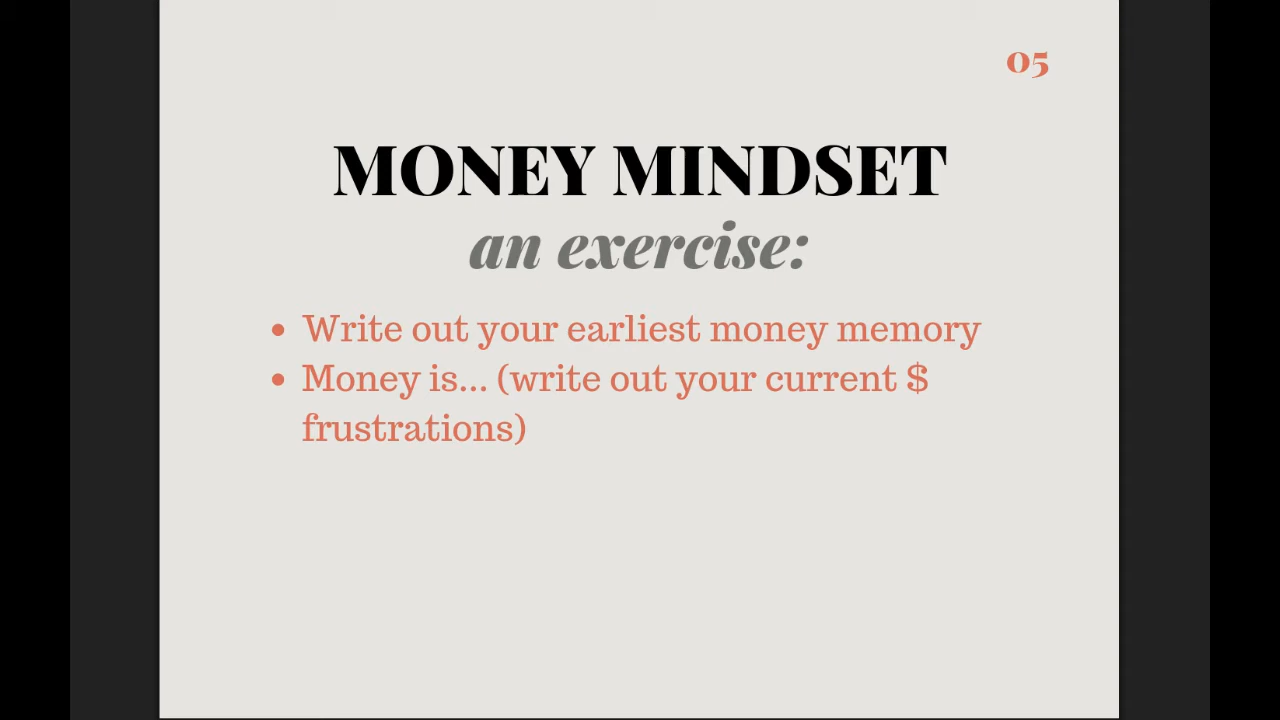 05
MONEY MINDSET
an exercise:
• Write out your earliest money memory
• Money is... (write out your current $
frustrations)